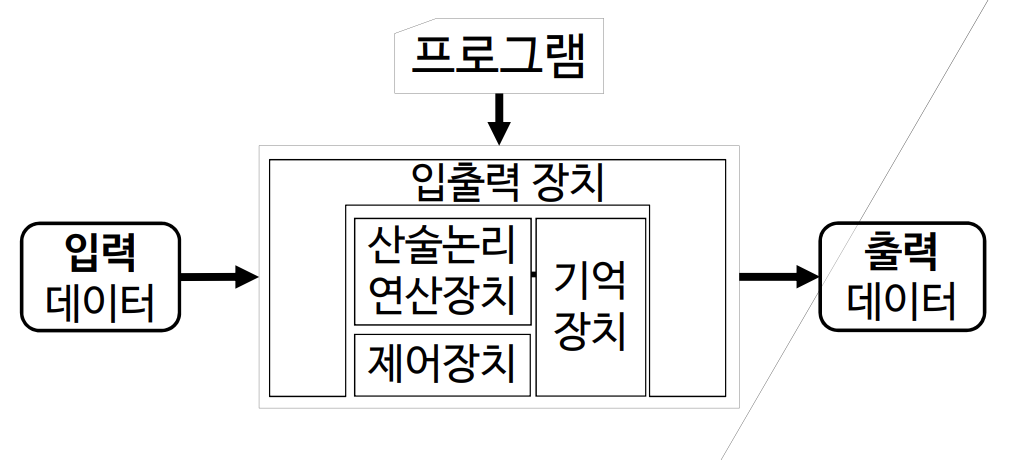 프로그램
입출력 장치
입력
데이터
산술논리
연산장치
제어장치
기억
장치
출력
데이터